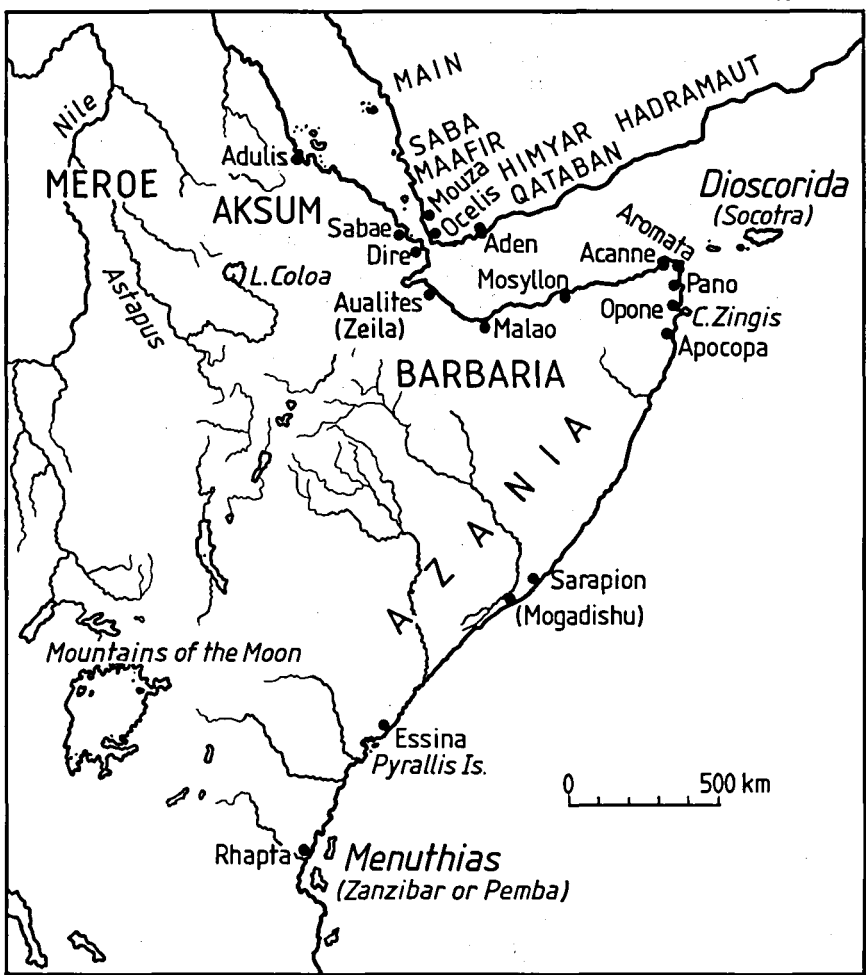 MAIN
Nile
SABA
MAAFIR
HIMYAR HADRAMAUT
QATABAN
Adulis
Mouza
Ocelis
MEROE
AKSUM
Dioscorida
(Socotra)
Sabae
Dire
Aden
Aromata
Acanne
L.Coloa
Astapus
Mosyllon
Pano
Aualites
(Zeila)
Opone
C.Zingis
Malao
Apocopa
BARBARIA
AZANIA
Sarapion
(Mogadishu)
Mountains of the Moon
Essina
Pyrallis Is.
0 500 km
Rhapta
Menuthias
(Zanzibar or Pemba)